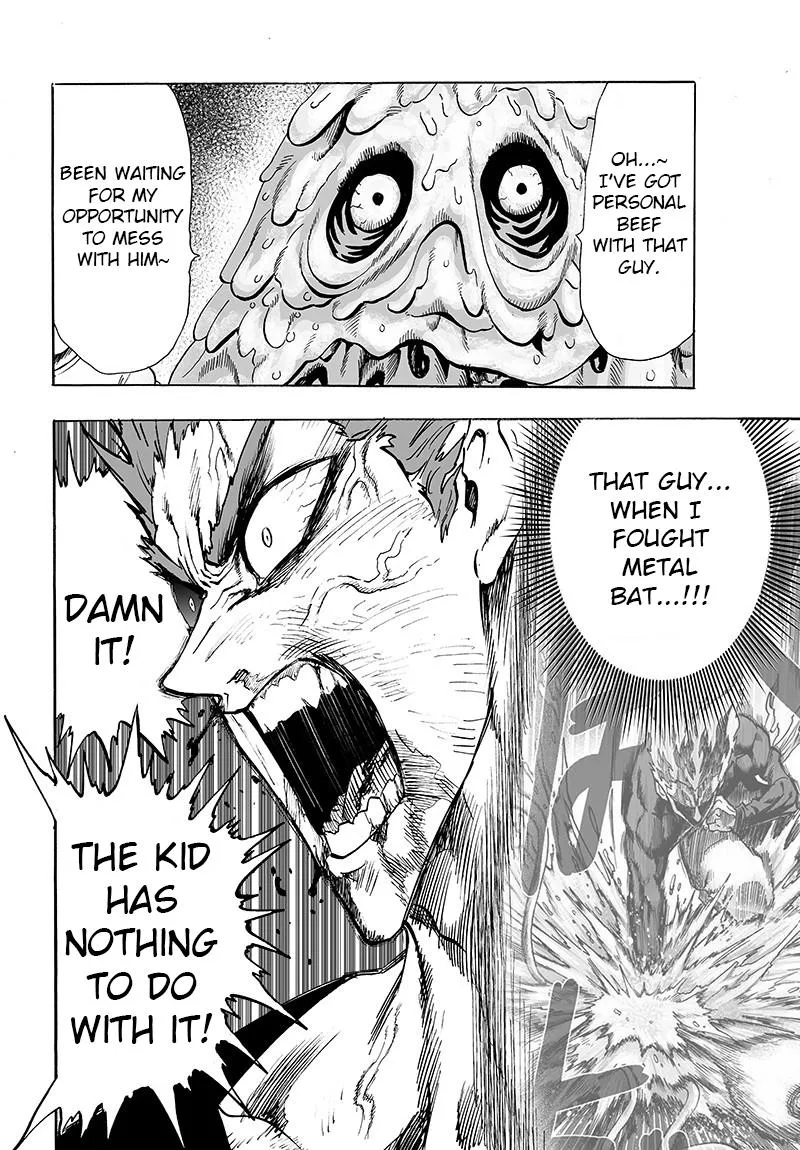 OH...~
I'VE GOT
PERSONAL
BEEF
WITH THAT
GUY.
BEEN WAITING
FOR MY
OPPORTUNITY
TO MESS
WITH HIM~
THAT GUY...
WHEN I
FOUGHT
METAL
BAT...!!!
DAMN
IT!
THE KID
HAS
NOTHING
TO DO
WITH IT!